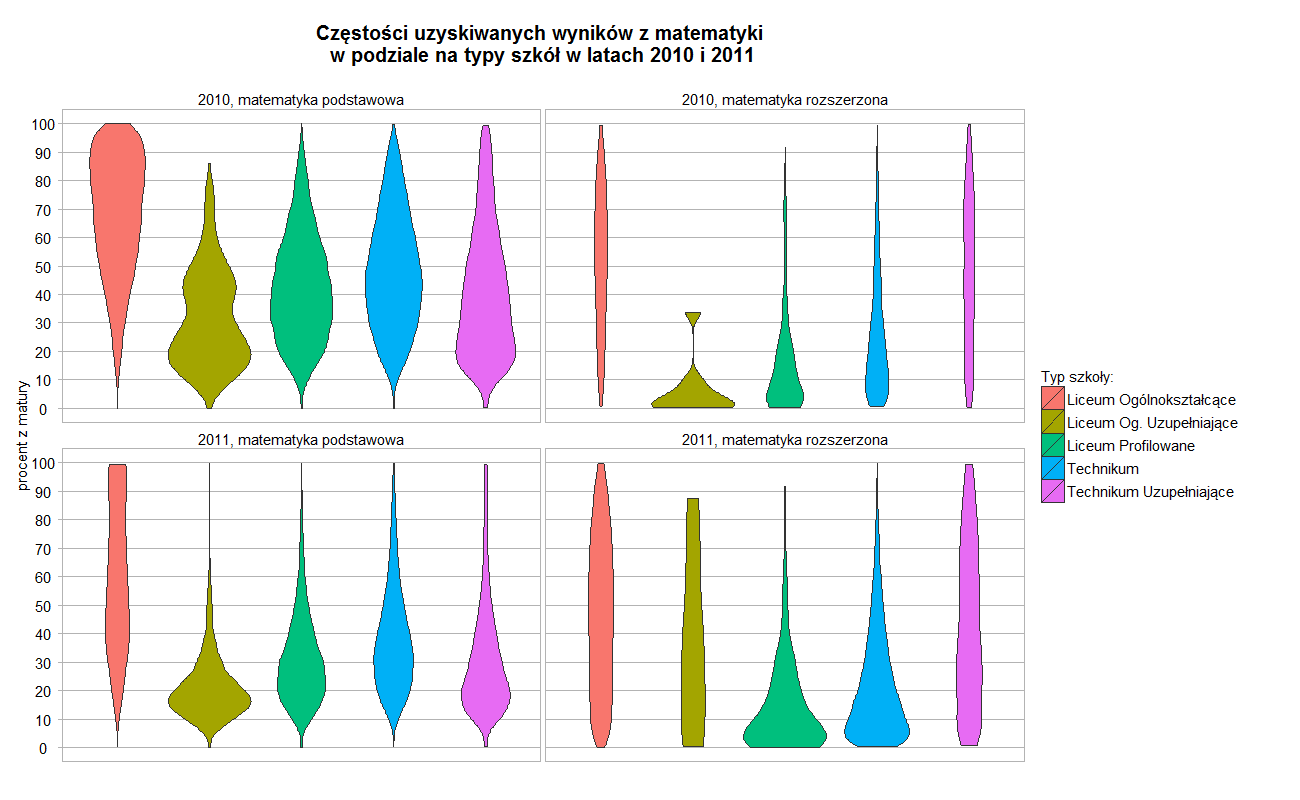 Częstości uzyskiwanych wyników z matematyki
w podziale na typy szkół w latach 2010 i 2011
2010, matematyka podstawowa
2010, matematyka rozszerzona
100
90
80
70
60
50
40
30
20
10
0
procent z matury
2011, matematyka podstawowa
2011, matematyka rozszerzona
100
90
80
70
60
50
40
30
20
10
0
Typ szkoły:
Liceum Ogólnokształcące
Liceum Og. Uzupełniające
Liceum Profilowane
Technikum
Technikum Uzupełniające